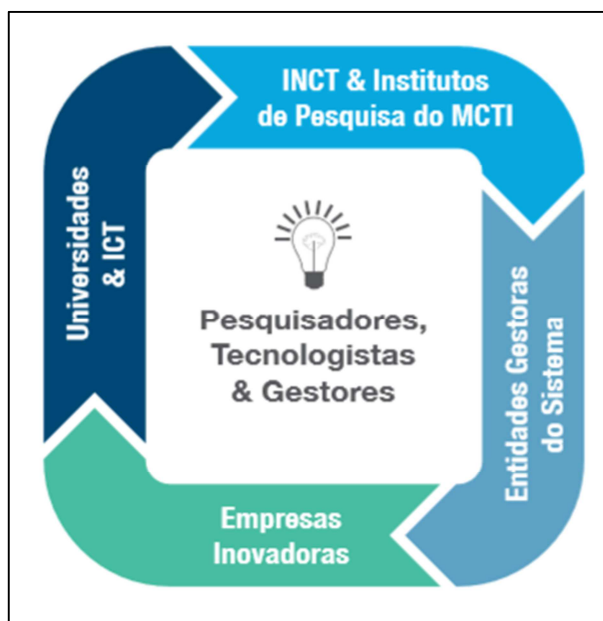 INCT & Institutos
de Pesquisa do MCTI
Universidades
& ICT
Pesquisadores,
Tecnologistas
& Gestores
Entidades Gestoras
do Sistema
Empresas
Inovadoras